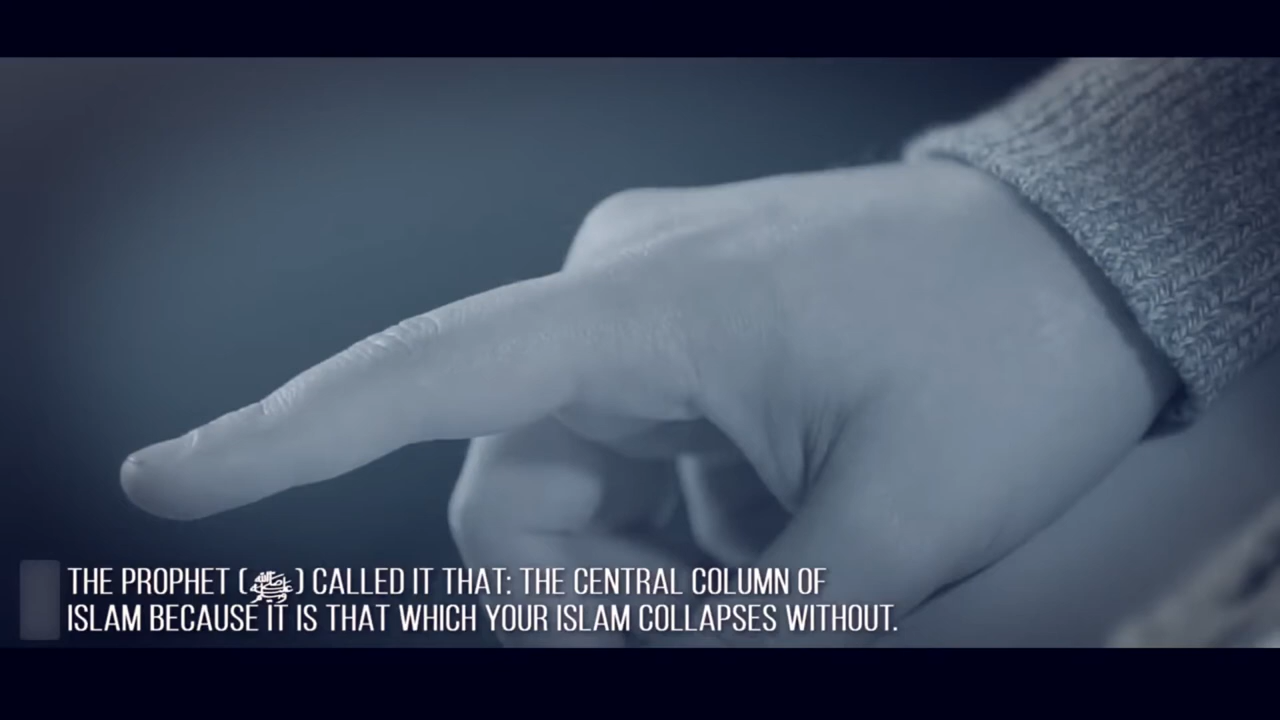 THE PROPHET (ﷺ) CALLED IT THAT: THE CENTRAL COLUMN OF
ISLAM BECAUSE IT IS THAT WHICH YOUR ISLAM COLLAPSES WITHOUT.